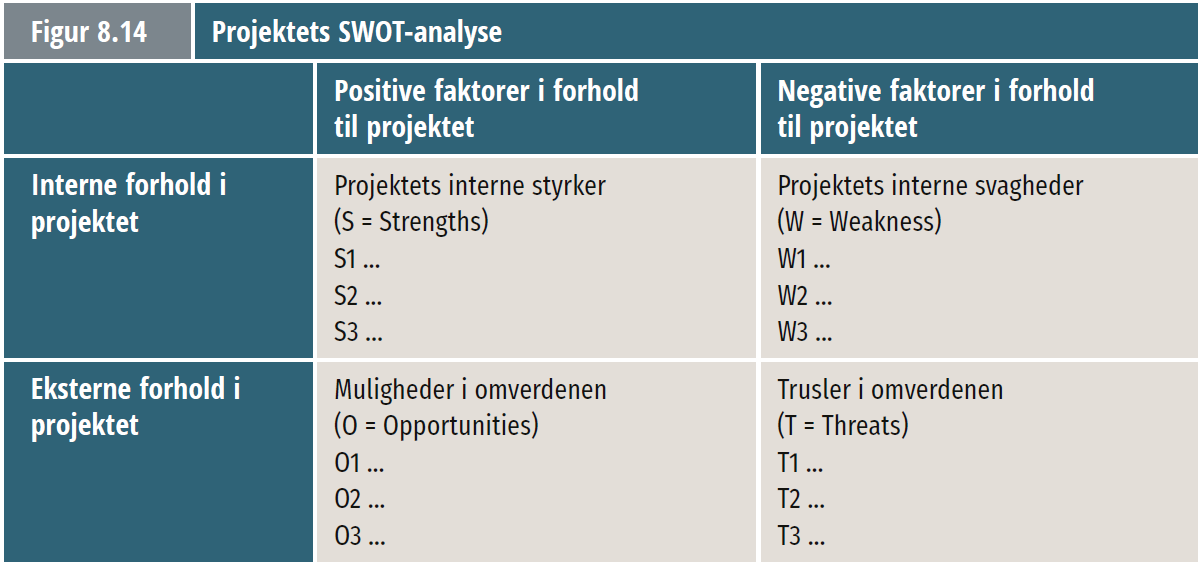 Figur 8.14
Projektets SWOT-analyse
Positive faktorer i forhold
til projektet
Negative faktorer i forhold
til projektet
Interne forhold i
projektet
Projektets interne styrker
(S = Strengths)
S1 ...
S2 ...
S3 ...
Projektets interne svagheder
(W = Weakness)
W1 ...
W2 ...
W3 ...
Eksterne forhold i
projektet
Muligheder i omverdenen
(O = Opportunities)
O1 ...
O2 ...
O3 ...
Trusler i omverdenen
(T = Threats)
T1 ...
T2 ...
T3 ...